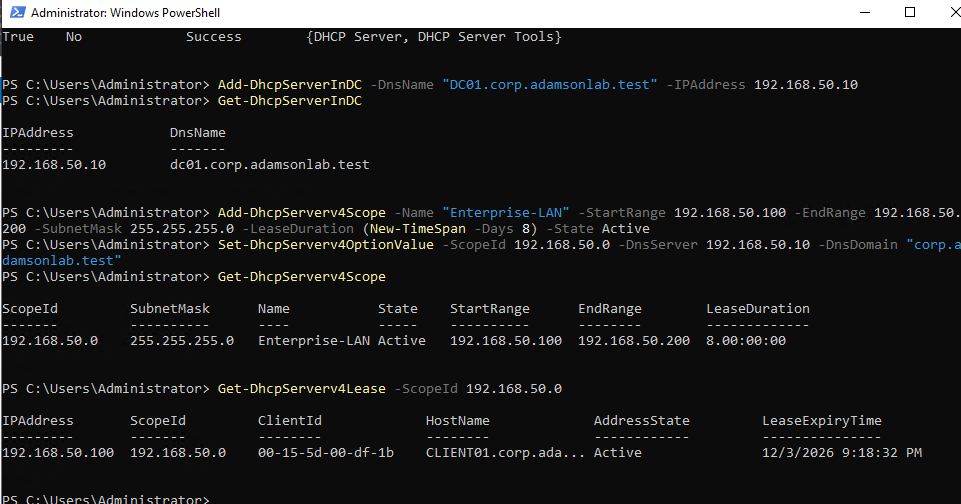 Administrator: Windows PowerShell
True    No             Success        {DHCP Server, DHCP Server Tools}
PS C:\Users\Administrator> Add-DhcpServerInDC -DnsName "DC01.corp.adamsonlab.test" -IPAddress 192.168.50.10
PS C:\Users\Administrator> Get-DhcpServerInDC
IPAddress            DnsName
---------            -------
192.168.50.10        dc01.corp.adamsonlab.test
PS C:\Users\Administrator> Add-DhcpServerv4Scope -Name "Enterprise-LAN" -StartRange 192.168.50.100 -EndRange 192.168.50.
200 -SubnetMask 255.255.255.0 -LeaseDuration (New-TimeSpan -Days 8) -State Active
PS C:\Users\Administrator> Set-DhcpServerv4OptionValue -ScopeId 192.168.50.0 -DnsServer 192.168.50.10 -DnsDomain "corp.a
damsonlab.test"
PS C:\Users\Administrator> Get-DhcpServerv4Scope
ScopeId         SubnetMask      Name           State    StartRange      EndRange        LeaseDuration
-------         ----------      ----           -----    ----------      --------        -------------
192.168.50.0    255.255.255.0   Enterprise-LAN Active   192.168.50.100  192.168.50.200  8.00:00:00
PS C:\Users\Administrator> Get-DhcpServerv4Lease -ScopeId 192.168.50.0
IPAddress       ScopeId         ClientId             HostName             AddressState         LeaseExpiryTime
---------       -------         --------             --------             ------------         ---------------
192.168.50.100  192.168.50.0    00-15-5d-00-df-1b    CLIENT01.corp.ada... Active               12/3/2026 9:18:32 PM
PS C:\Users\Administrator>